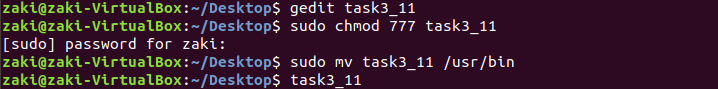 zaki@zaki-VirtualBox:~/Desktop$ gedit task3_11
zaki@zaki-VirtualBox:~/Desktop$ sudo chmod 777 task3_11
[sudo] password for zaki:
zaki@zaki-VirtualBox:~/Desktop$ sudo mv task3_11 /usr/bin
zaki@zaki-VirtualBox:~/Desktop$ task3_11